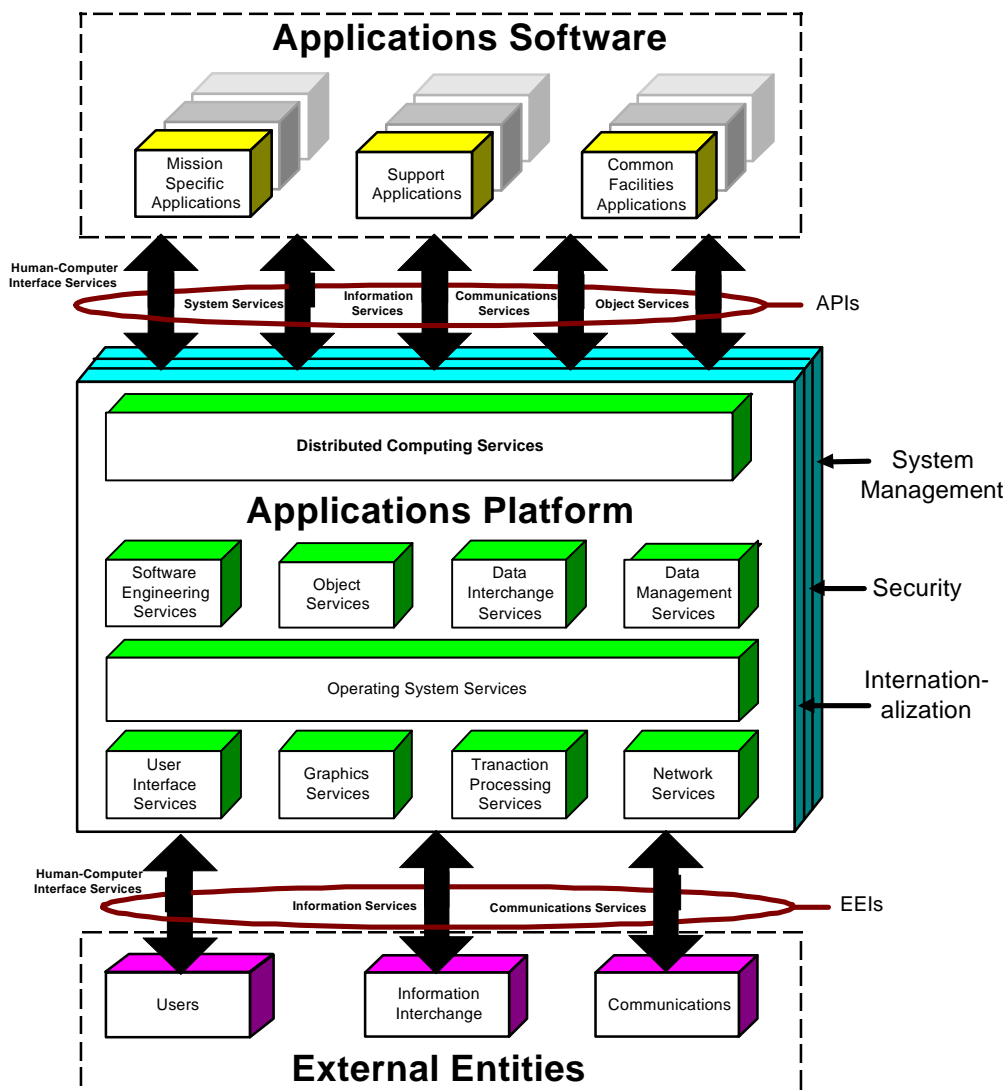 Applications Software
Mission
Specific
Applications
Support
Applications
Common
Facilities
Applications
Human-Computer
Interface Services
System Services
Information
Services
Communications
Services
Object Services
APIs
Distributed Computing Services
System
Management
Applications Platform
Software
Engineering
Services
Object
Services
Data
Interchange
Services
Data
Management
Services
Security
Operating System Services
Internation-
alization
User
Interface
Services
Graphics
Services
Tranaction
Processing
Services
Network
Services
Human-Computer
Interface Services
Information Services
Communications Services
EEIs
Users
Information
Interchange
Communications
External Entities